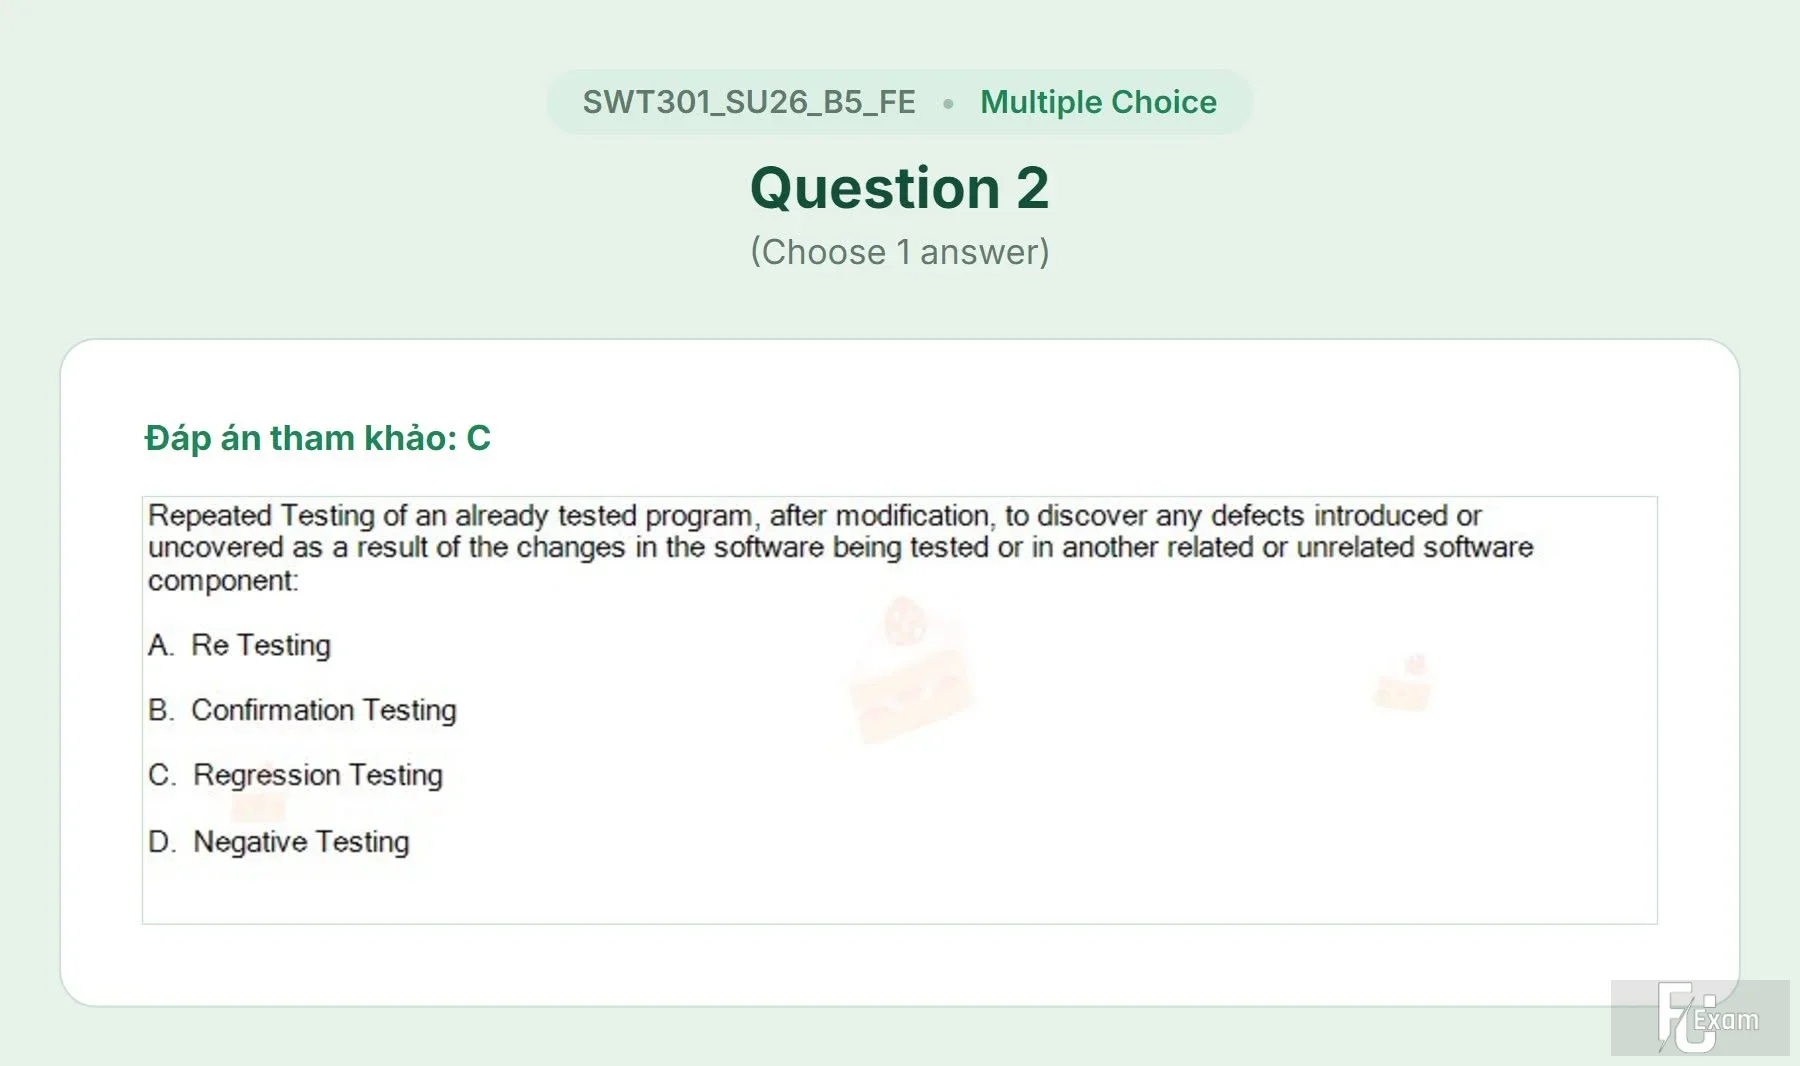 SWT301_SU26_B5_FE • Multiple Choice
Question 2
(Choose 1 answer)
Đáp án tham khảo: C
Repeated Testing of an already tested program, after modification, to discover any defects introduced or
uncovered as a result of the changes in the software being tested or in another related or unrelated software
component:
A. Re Testing
B. Confirmation Testing
C. Regression Testing
D. Negative Testing
FU Exam